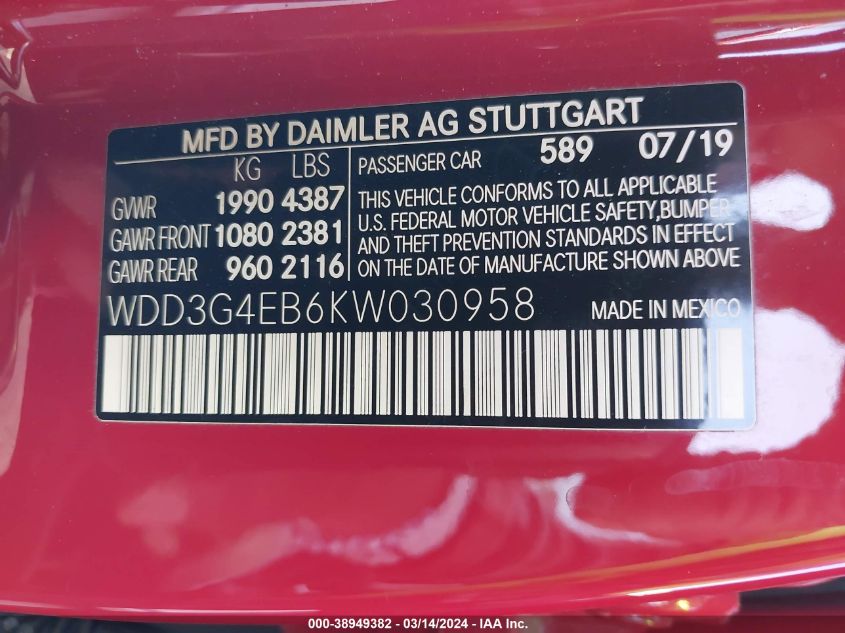 MFD BY DAIMLER AG STUTTGART
KG LBS
GVWR 1990 4387
GAWR FRONT 1080 2381
GAWR REAR 960 2116
PASSENGER CAR 589 07/19
THIS VEHICLE CONFORMS TO ALL APPLICABLE
U.S. FEDERAL MOTOR VEHICLE SAFETY,BUMPER
AND THEFT PREVENTION STANDARDS IN EFFECT
ON THE DATE OF MANUFACTURE SHOWN ABOVE
WDD3G4EB6KW030958 MADE IN MEXICO
000-38949382 - 03/14/2024 - IAA Inc.